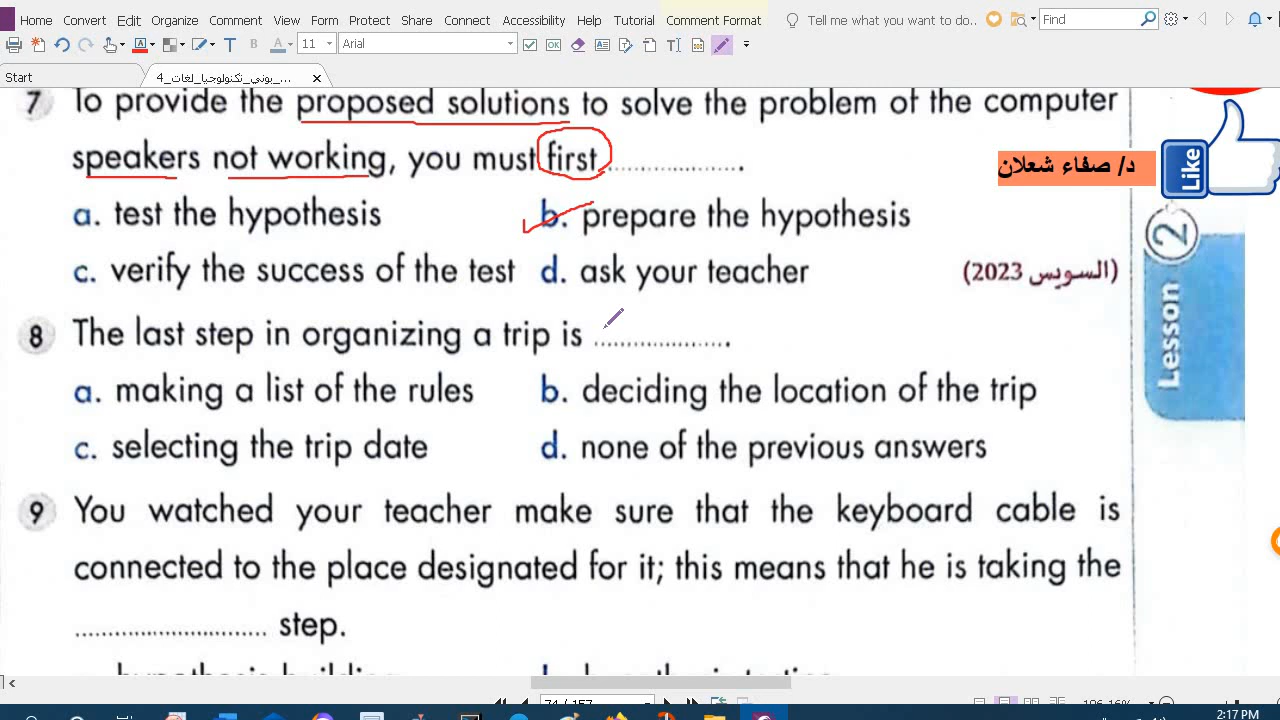 Home Convert Edit Organize Comment View Form Protect Share Connect Accessibility Help Tutorial Comment Format Tell me what you want to do.. Find
11 Arial
Start
4_بوني_تكنولوجيا_لغات_...
7 To provide the proposed solutions to solve the problem of the computer
speakers not working, you must first ......................
د/ صفاء شعلان
Like
a. test the hypothesis b. prepare the hypothesis
c. verify the success of the test d. ask your teacher (السويس 2023)
Lesson 2
8 The last step in organizing a trip is ......................
a. making a list of the rules b. deciding the location of the trip
c. selecting the trip date d. none of the previous answers
9 You watched your teacher make sure that the keyboard cable is
connected to the place designated for it; this means that he is taking the
............................ step.
74 / 157
106.16%
2:17 PM